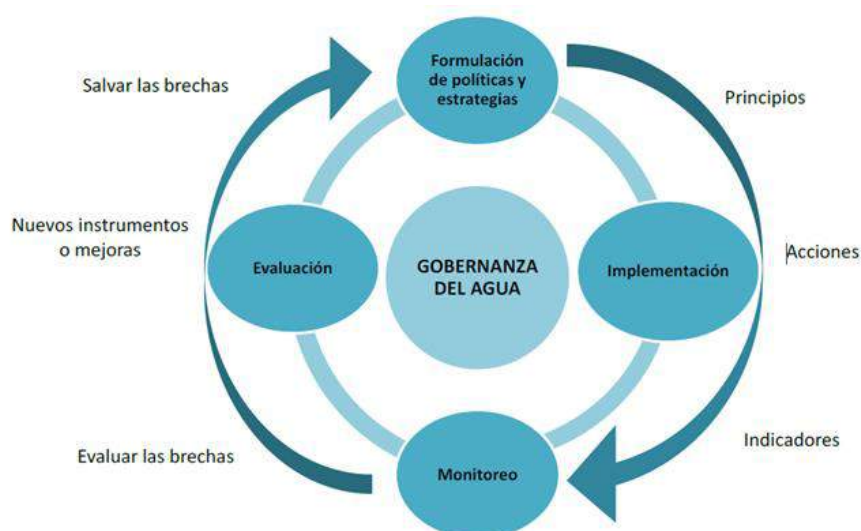 Formulación
de políticas y
estrategias
Salvar las brechas
Principios
Nuevos instrumentos
o mejoras
Evaluación
GOBERNANZA
DEL AGUA
Implementación
Acciones
Evaluar las brechas
Monitoreo
Indicadores